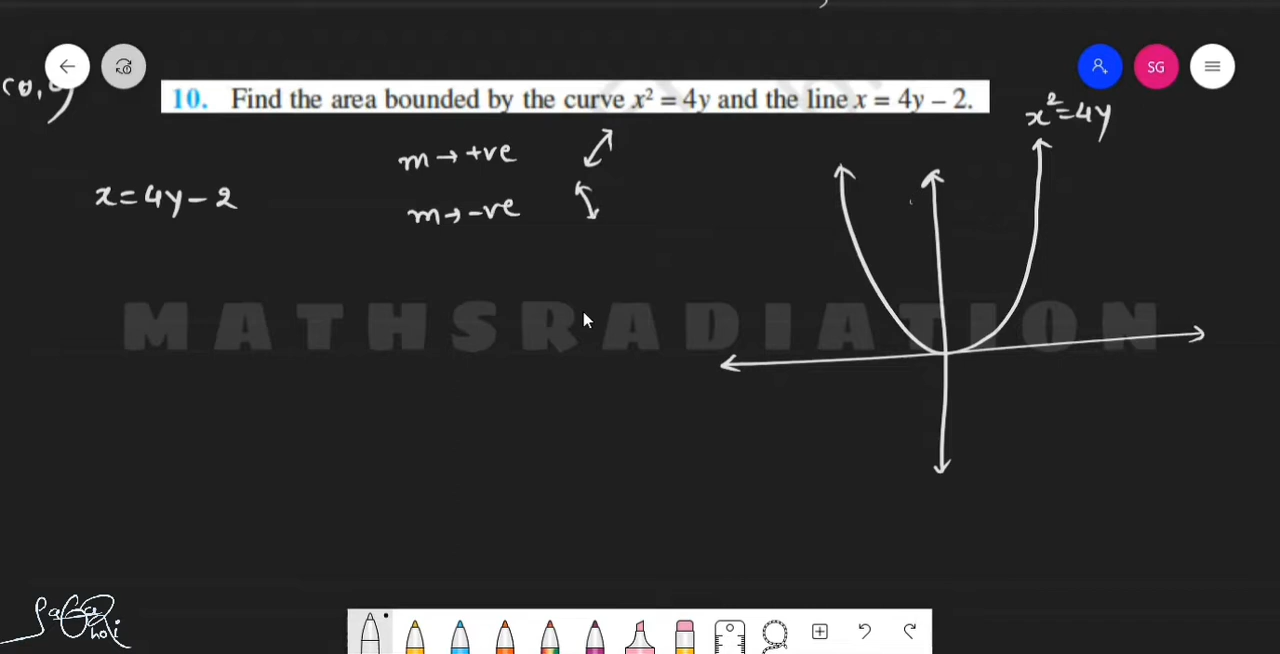 SG
10. Find the area bounded by the curve x² = 4y and the line x = 4y – 2.
x²=4y
m→+ve
x=4y-2
m→-ve
MATHSRADIATION